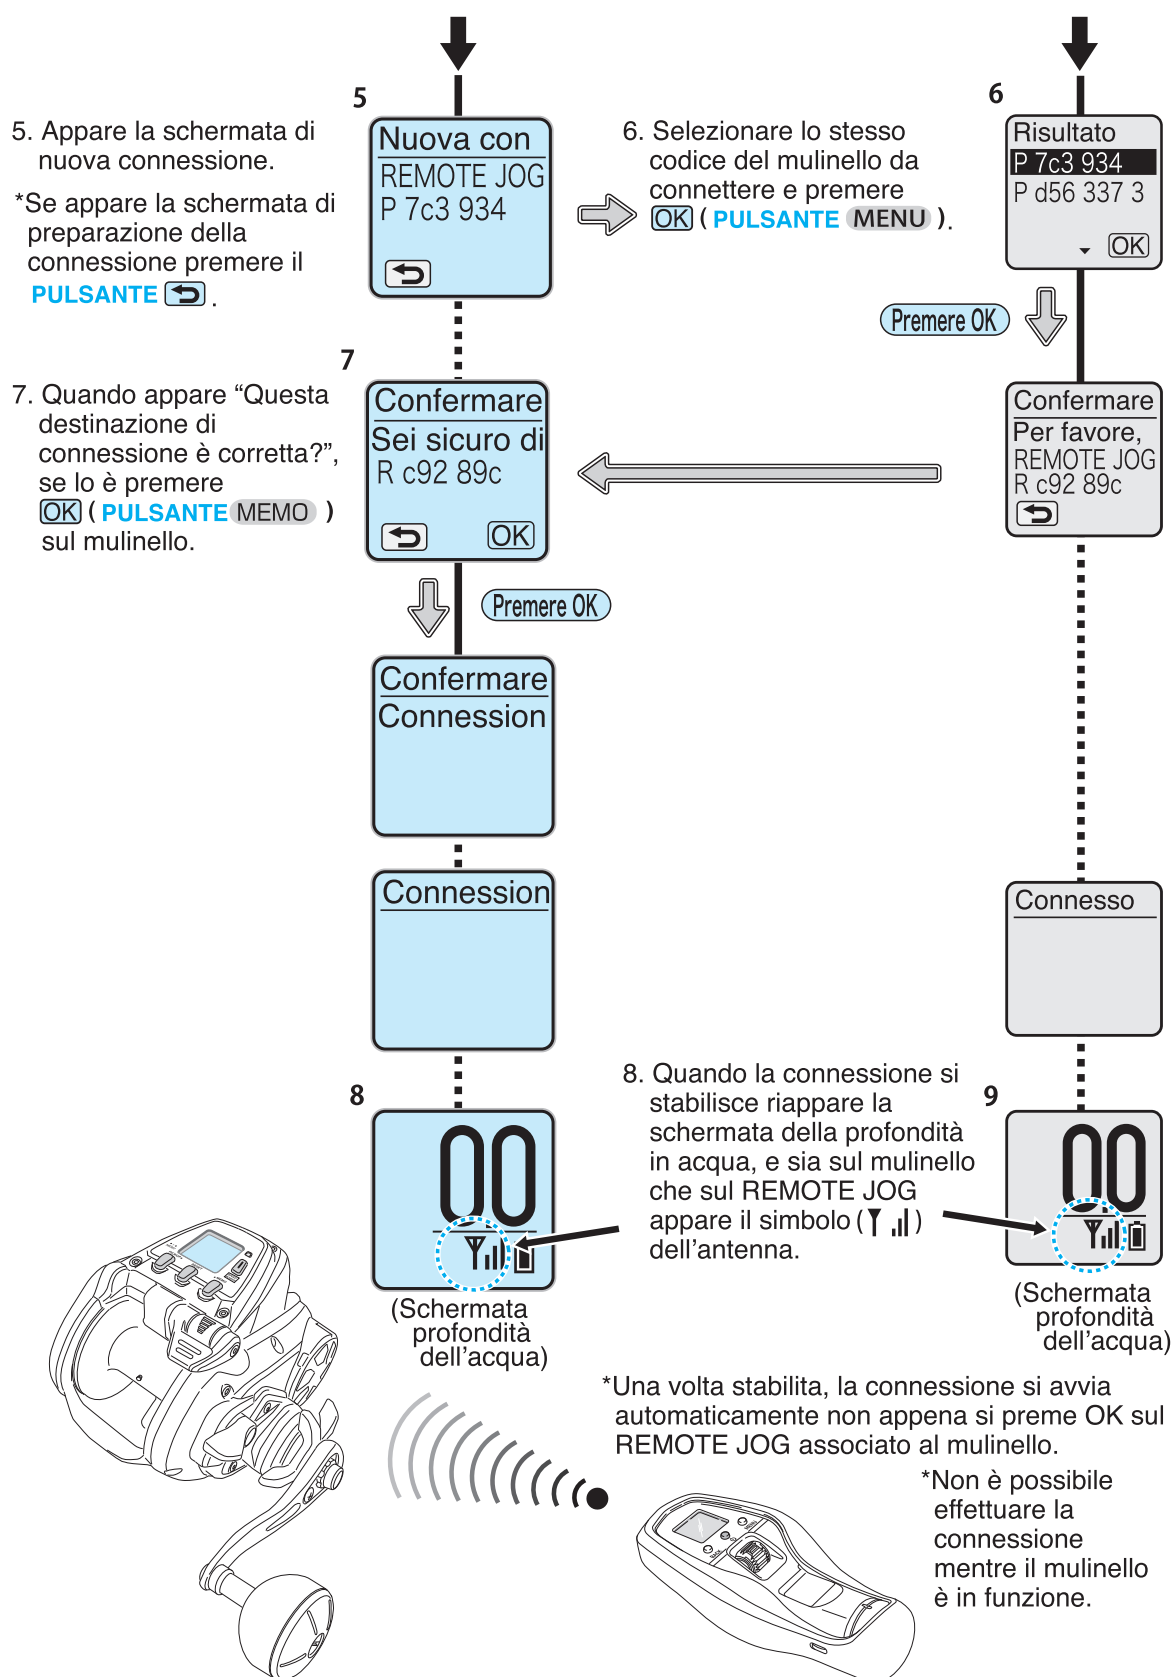 5
5. Appare la schermata di
nuova connessione.
*Se appare la schermata di
preparazione della
connessione premere il
PULSANTE .
Nuova con
REMOTE JOG
P 7c3 934
6. Selezionare lo stesso
codice del mulinello da
connettere e premere
OK ( PULSANTE MENU ).
6
Risultato
P 7c3 934
P d56 337 3
OK
Premere OK
7
7. Quando appare “Questa
destinazione di
connessione è corretta?”,
se lo è premere
OK ( PULSANTE MEMO )
sul mulinello.
Confermare
Sei sicuro di
R c92 89c
OK
Confermare
Per favore,
REMOTE JOG
R c92 89c
Premere OK
Confermare
Connession
Connession
Connesso
8
0.0
(Schermata
profondità
dell'acqua)
8. Quando la connessione si
stabilisce riappare la
schermata della profondità
in acqua, e sia sul mulinello
che sul REMOTE JOG
appare il simbolo ( )
dell'antenna.
9
0.0
(Schermata
profondità
dell'acqua)
*Una volta stabilita, la connessione si avvia
automaticamente non appena si preme OK sul
REMOTE JOG associato al mulinello.
*Non è possibile
effettuare la
connessione
mentre il mulinello
è in funzione.